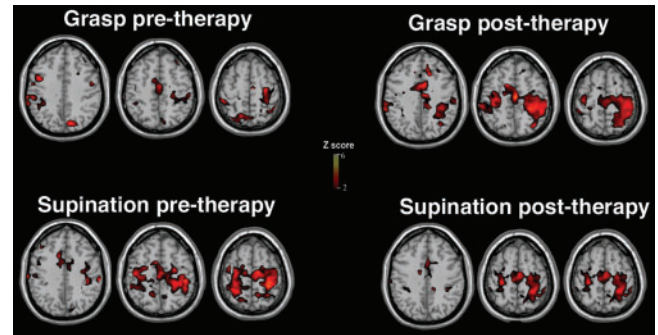 Grasp pre-therapy
Grasp post-therapy
Z score
6
2
Supination pre-therapy
Supination post-therapy